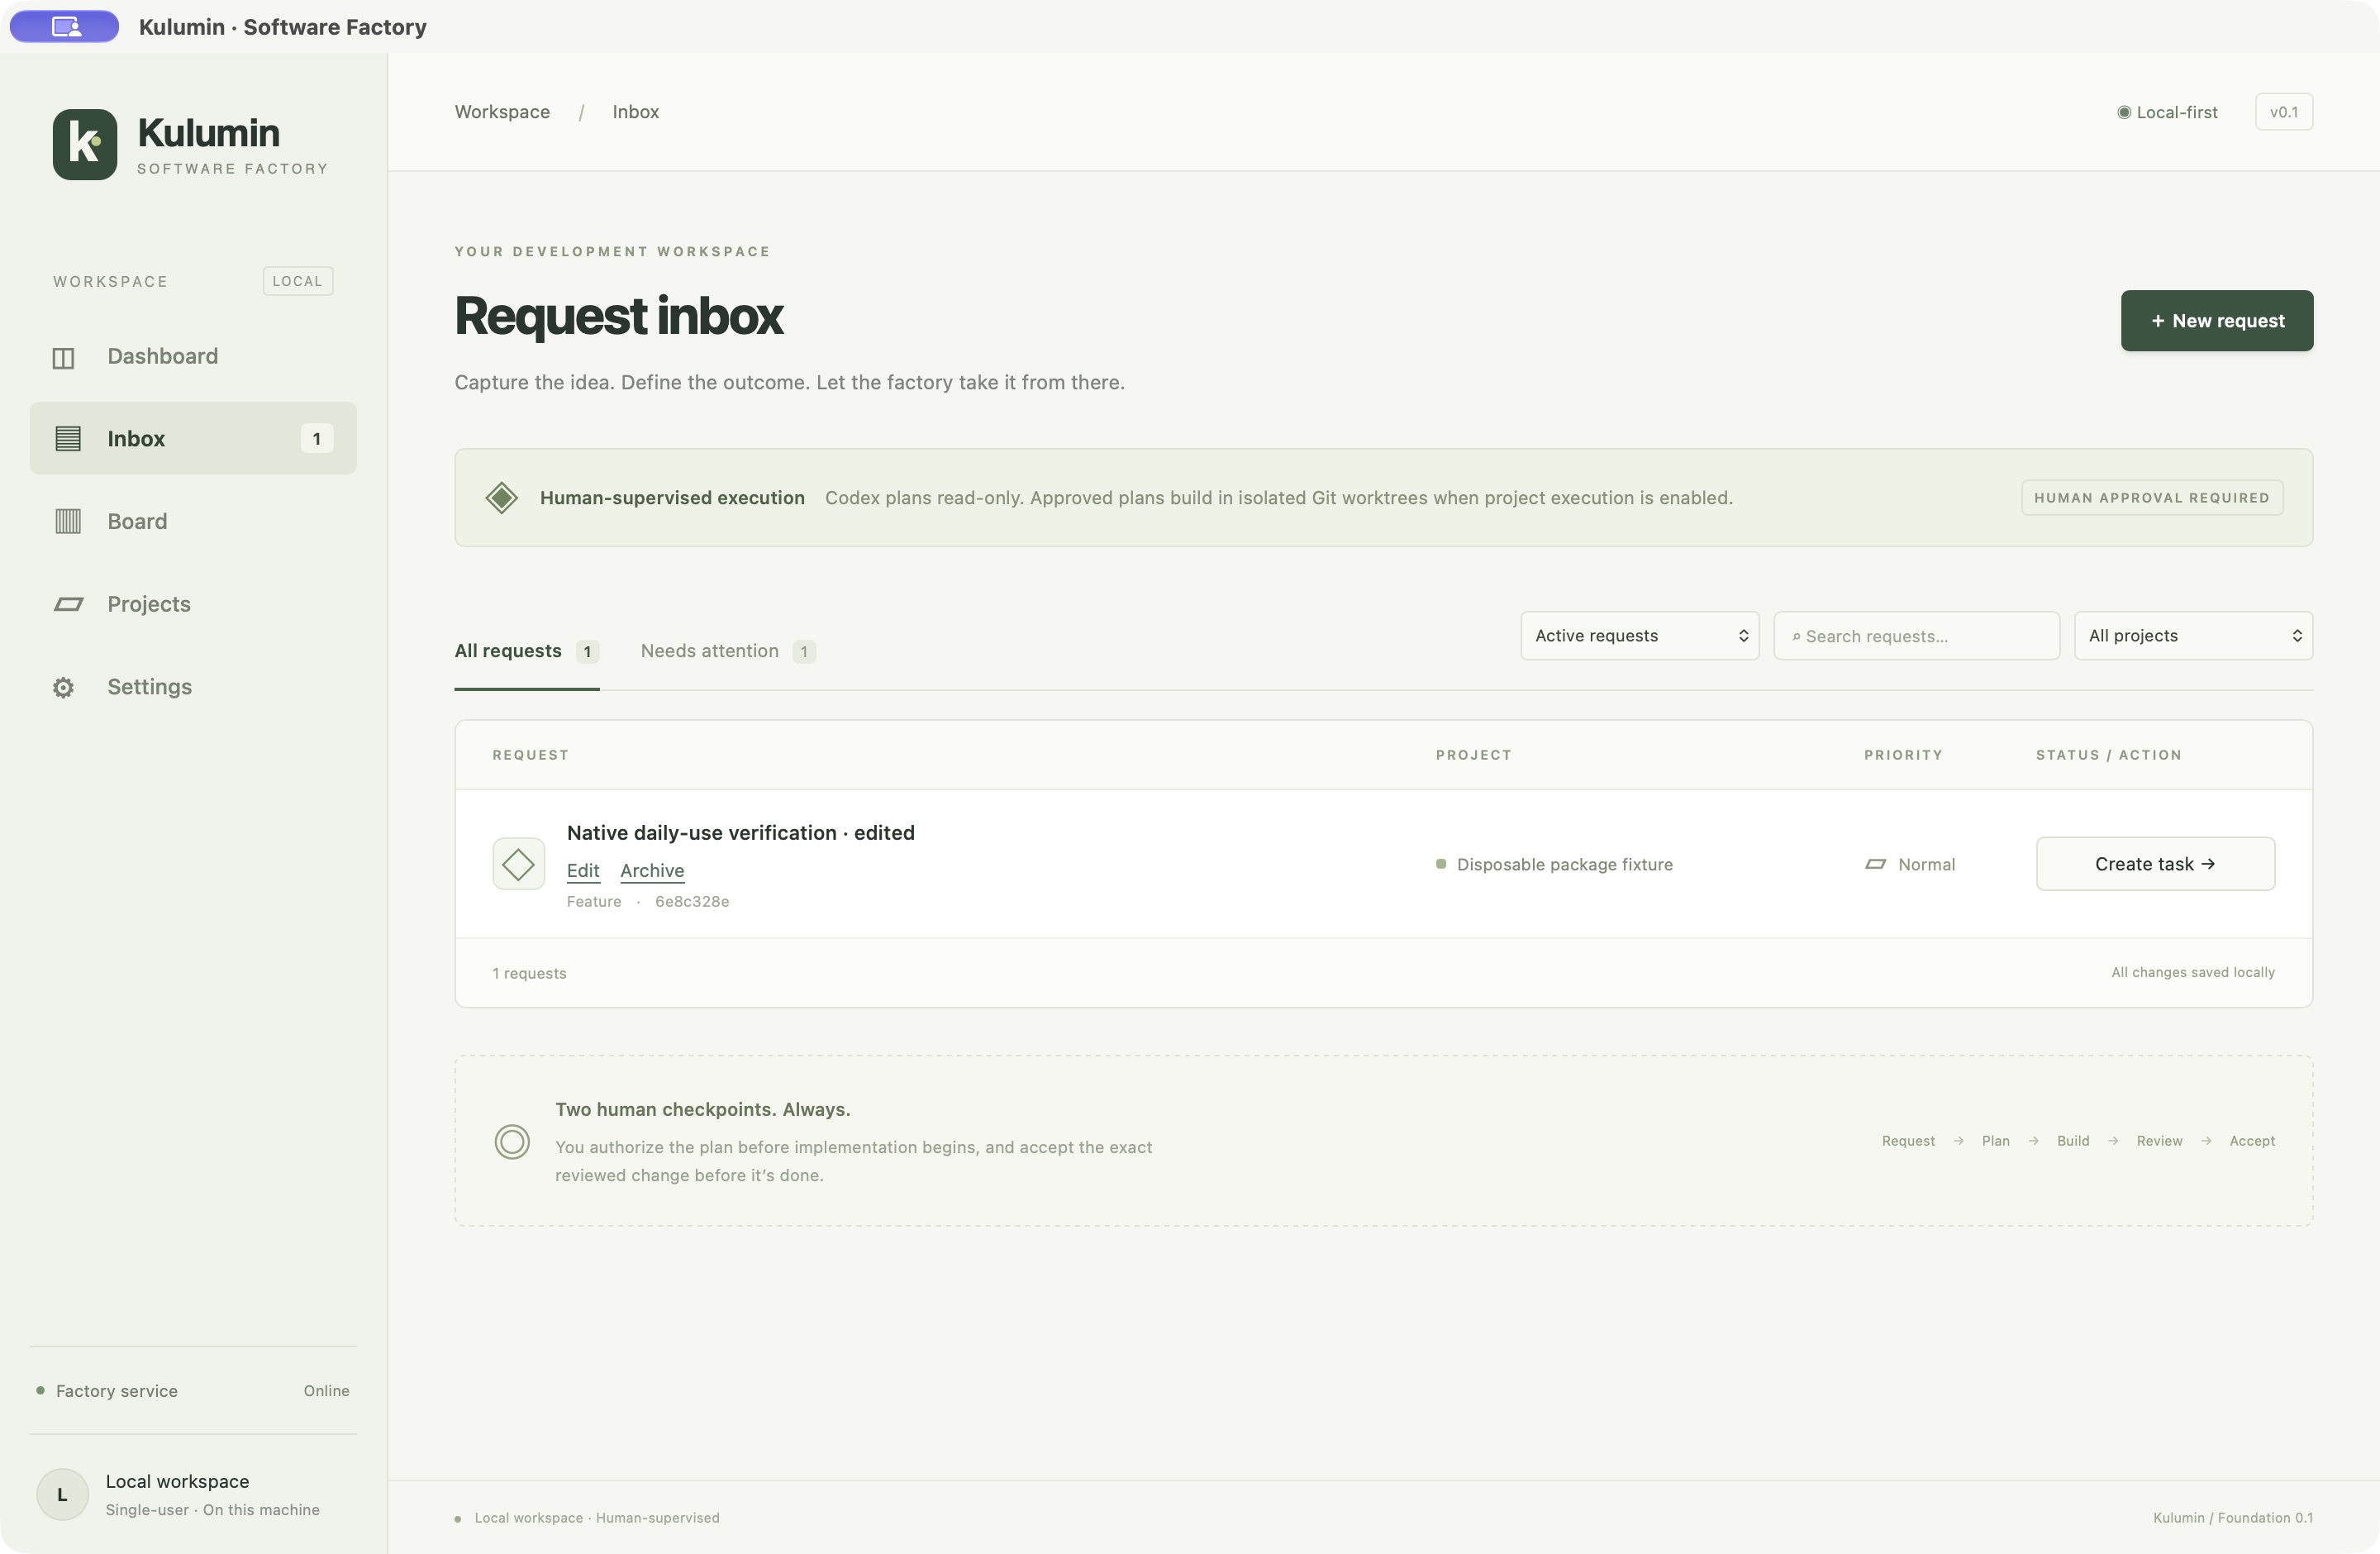 Kulumin · Software Factory
k
Kulumin
SOFTWARE FACTORY
WORKSPACE LOCAL
Dashboard
Inbox 1
Board
Projects
Settings
Factory service Online
L
Local workspace
Single-user · On this machine
Workspace / Inbox
Local-first v0.1
YOUR DEVELOPMENT WORKSPACE
Request inbox
+ New request
Capture the idea. Define the outcome. Let the factory take it from there.
Human-supervised execution Codex plans read-only. Approved plans build in isolated Git worktrees when project execution is enabled. HUMAN APPROVAL REQUIRED
All requests 1 Needs attention 1 Active requests Search requests… All projects
REQUEST PROJECT PRIORITY STATUS / ACTION
Native daily-use verification · edited
Edit Archive
Feature · 6e8c328e
Disposable package fixture Normal Create task →
1 requests All changes saved locally
Two human checkpoints. Always.
You authorize the plan before implementation begins, and accept the exact
reviewed change before it’s done.
Request → Plan → Build → Review → Accept
Local workspace · Human-supervised Kulumin / Foundation 0.1